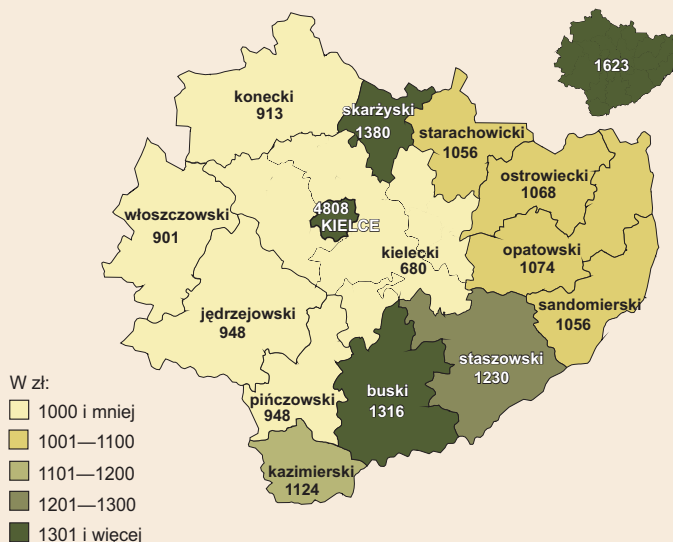 1623
konecki
913
skarżyski
1380
starachowicki
1056
ostrowiecki
1068
włoszczowski
901
4808
KIELCE
kielecki
680
opatowski
1074
jędrzejowski
948
sandomierski
1056
staszowski
1230
buski
1316
pińczowski
948
kazimierski
1124
W zł:
1000 i mniej
1001—1100
1101—1200
1201—1300
1301 i więcej